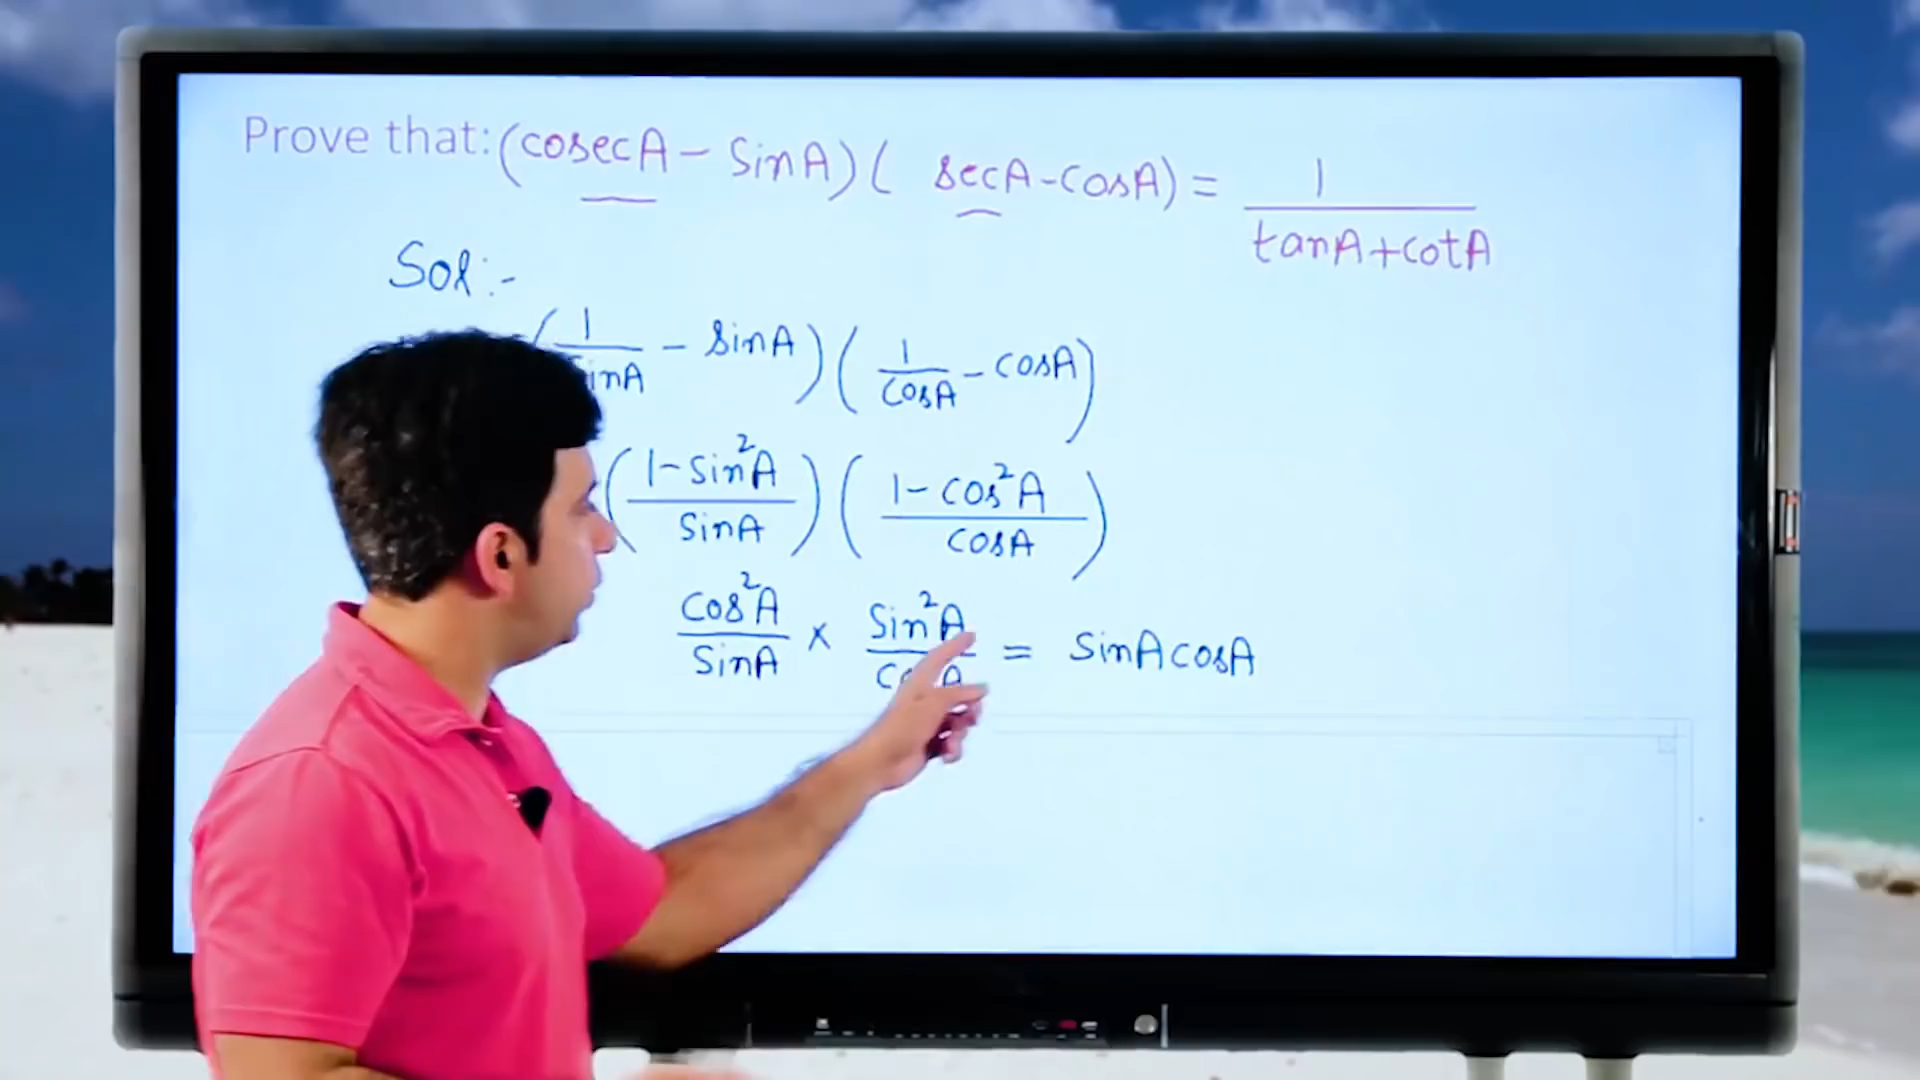 Prove that: (cosecA - SinA)( secA - cosA) = 1/(tanA + cotA)
Sol :-
(1/SinA - SinA)(1/CosA - cosA)
(1 - Sin²A/SinA)(1 - cos²A/cosA)
Cos²A/SinA × Sin²A/CosA = SinAcosA